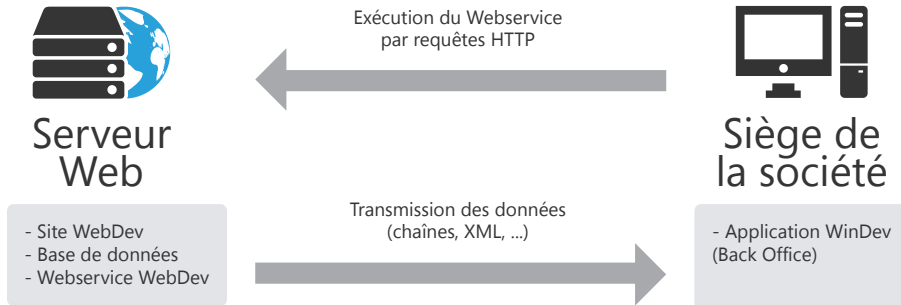 Exécution du Webservice
par requêtes HTTP
Serveur
Web
Siège de
la société
- Site WebDev
- Base de données
- Webservice WebDev
Transmission des données
(chaînes, XML, ...)
- Application WinDev
(Back Office)